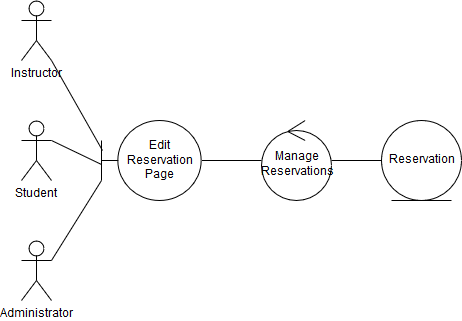 Instructor
Student
Administrator
Edit
Reservation
Page
Manage
Reservations
Reservation